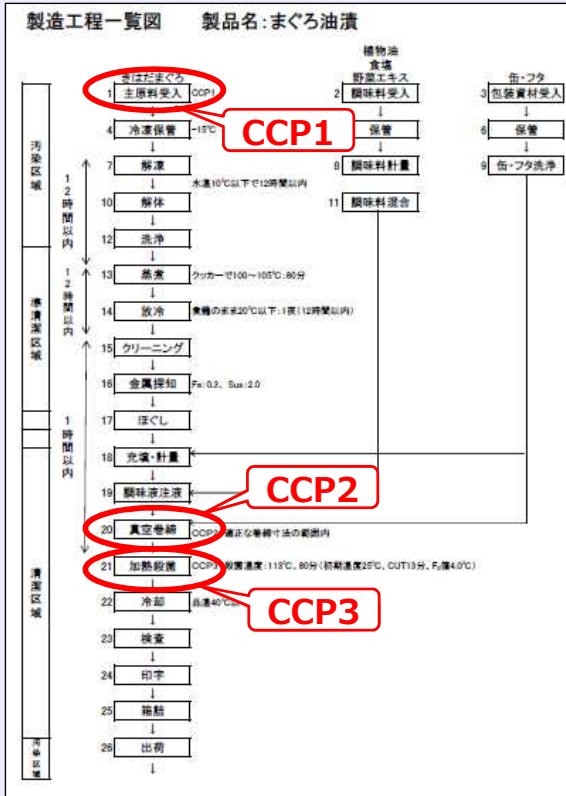 製造工程一覧図　製品名：まぐろ油漬
植物油
食塩
野菜エキス
缶・フタ
きはだまぐろ
1 主原料受入 CCP1
2 調味料受入
3 包装資材受入
CCP1
4 冷凍保管 -15℃
保管
6 保管
7 解凍
8 調味料計量
9 缶・フタ洗浄
水温10℃以下で12時間以内
10 解体
11 調味料混合
12 洗浄
13 蒸煮 クッカーで100～105℃:80分
14 放冷 煮籠のまま20℃以下:1夜(12時間以内)
15 クリーニング
16 金属探知 Fe:0.3、Sus:2.0
17 ほぐし
18 充填・計量
19 調味液注液
CCP2
20 真空巻締 CCP2 適正な巻締寸法の範囲内
21 加熱殺菌 CCP3 殺菌温度:113℃、80分(初期温度25℃、CUT13分、F₀値4.0℃)
22 冷却 品温40℃
CCP3
23 検査
24 印字
25 箱詰
26 出荷
汚染区域
準清潔区域
清潔区域
汚染区域
12時間以内
12時間以内
1時間以内